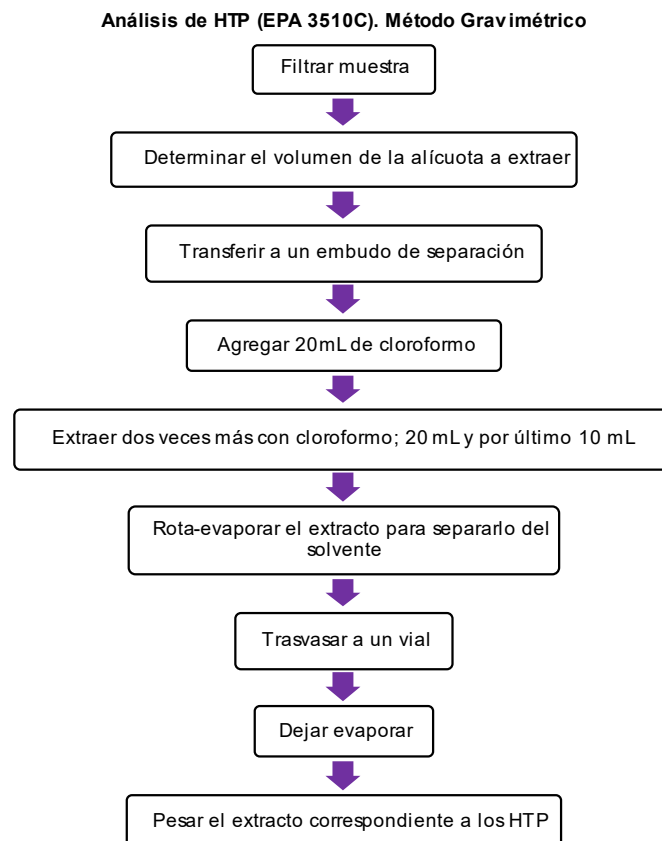 Análisis de HTP (EPA 3510C). Método Gravimétrico
Filtrar muestra
Determinar el volumen de la alícuota a extraer
Transferir a un embudo de separación
Agregar 20mL de cloroformo
Extraer dos veces más con cloroformo; 20 mL y por último 10 mL
Rota-evaporar el extracto para separarlo del
solvente
Trasvasar a un vial
Dejar evaporar
Pesar el extracto correspondiente a los HTP